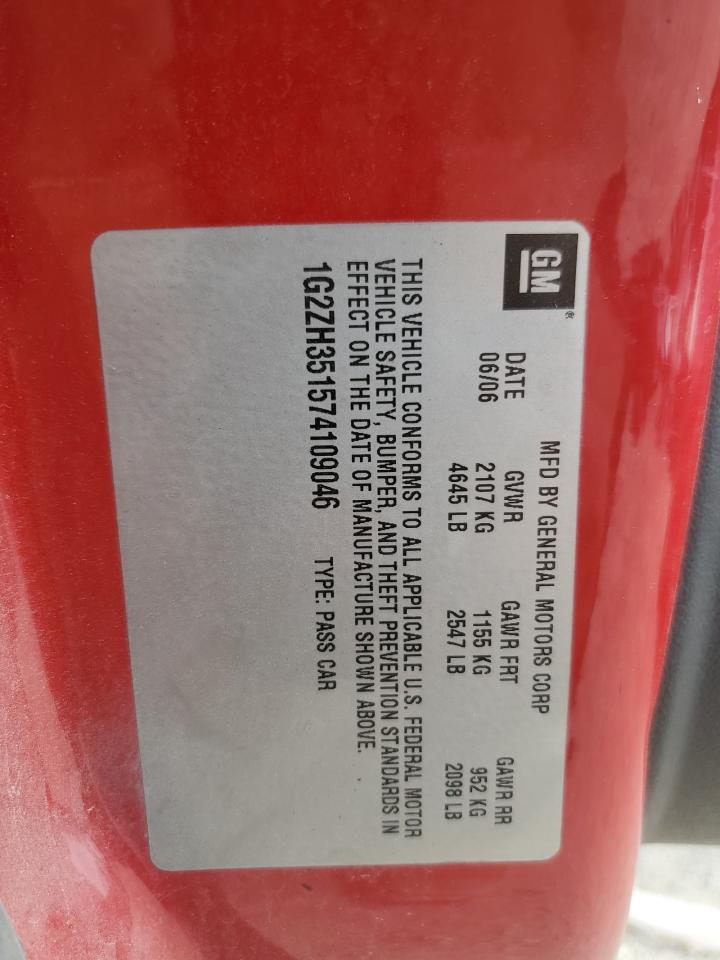 GM®
MFD BY GENERAL MOTORS CORP
DATE GVWR GAWR FRT GAWR RR
06/06 2107 KG 1155 KG 952 KG
4645 LB 2547 LB 2098 LB
THIS VEHICLE CONFORMS TO ALL APPLICABLE U.S. FEDERAL MOTOR
VEHICLE SAFETY, BUMPER, AND THEFT PREVENTION STANDARDS IN
EFFECT ON THE DATE OF MANUFACTURE SHOWN ABOVE.
1G2ZH351574109046 TYPE: PASS CAR